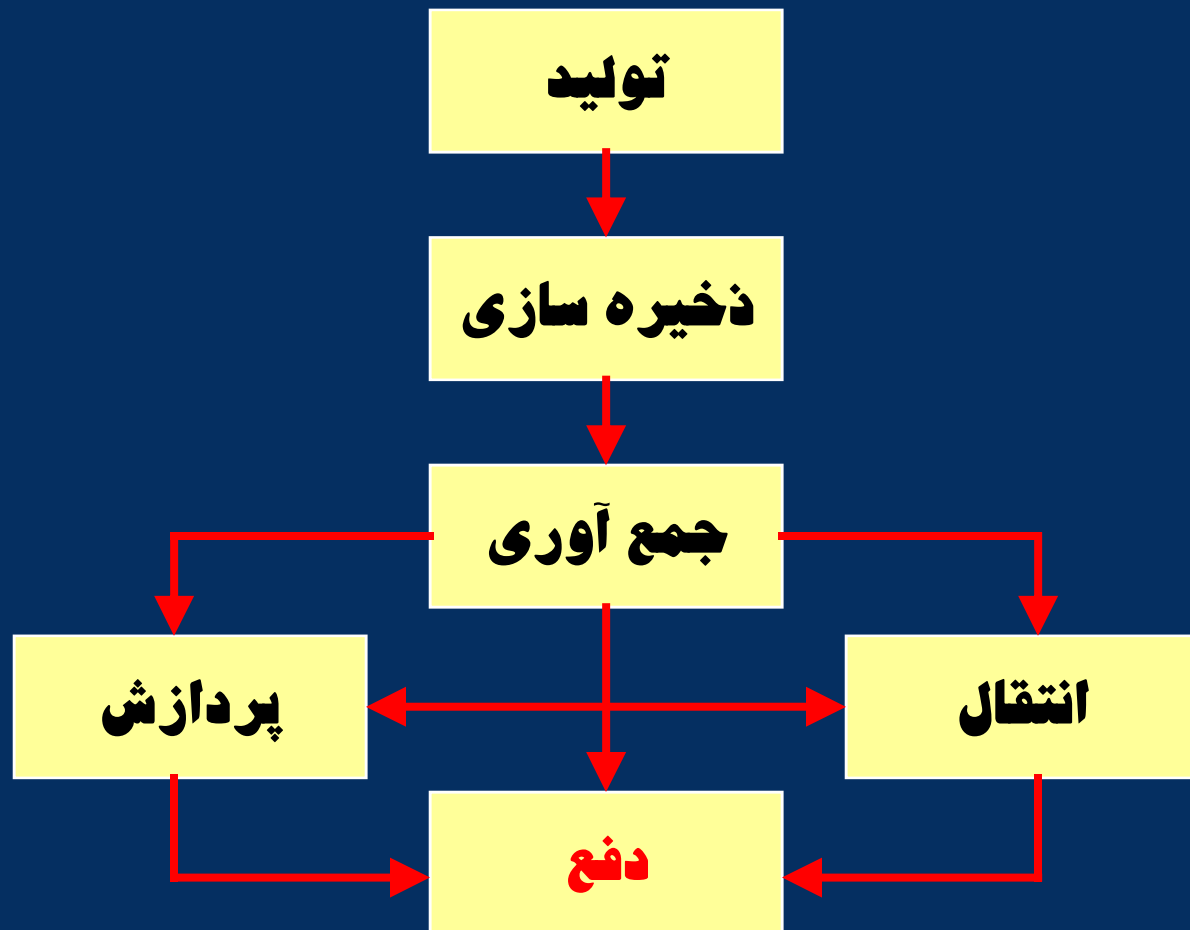 تولید
ذخیره سازی
جمع آوری
انتقال
پردازش
دفع